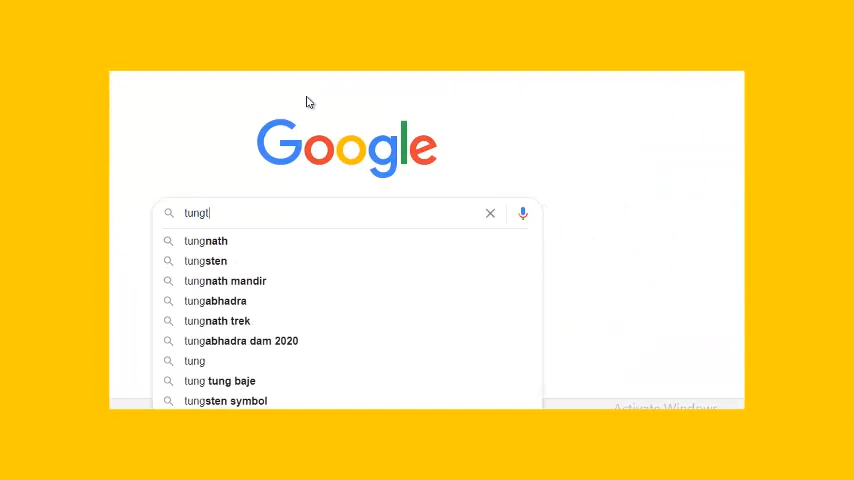 Google
tungt
tungnath
tungsten
tungnath mandir
tungabhadra
tungnath trek
tungabhadra dam 2020
tung
tung tung baje
tungsten symbol
Activate Windows